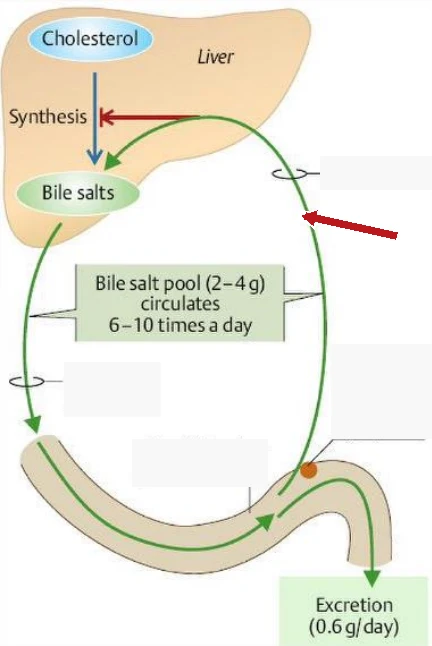 Cholesterol
Liver
Synthesis
Bile salts
Bile salt pool (2–4 g)
circulates
6–10 times a day
Excretion
(0.6 g/day)